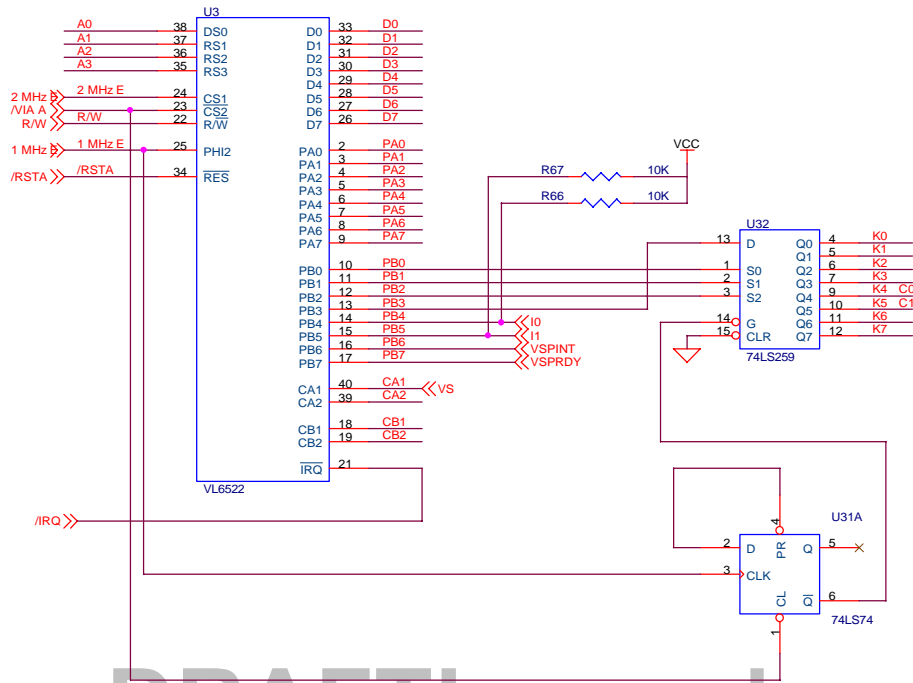 U3
A0 38 DS0 D0 33 D0
A1 37 RS1 D1 32 D1
A2 36 RS2 D2 31 D2
A3 35 RS3 D3 30 D3
D4 29 D4
2 MHz E 2 MHz E 24 CS1 D5 28 D5
/VIA A 23 CS2 D6 27 D6
R/W R/W 22 R/W D7 26 D7
1 MHz E 1 MHz E 25 PHI2 PA0 2 PA0
PA1 3 PA1
/RSTA /RSTA 34 RES PA2 4 PA2
PA3 5 PA3
PA4 6 PA4
PA5 7 PA5
PA6 8 PA6
PA7 9 PA7
PB0 10 PB0
PB1 11 PB1
PB2 12 PB2
PB3 13 PB3
PB4 14 PB4 I0
PB5 15 PB5 I1
PB6 16 PB6 VSPINT
PB7 17 PB7 VSPRDY
CA1 40 CA1 VS
CA2 39 CA2
CB1 18 CB1
CB2 19 CB2
IRQ 21
VL6522
/IRQ
VCC
R67 10K
R66 10K
U32
13 D Q0 4 K0
Q1 5 K1
1 S0 Q2 6 K2
2 S1 Q3 7 K3
3 S2 Q4 9 K4 C0
Q5 10 K5 C1
14 G Q6 11 K6
15 CLR Q7 12 K7
74LS259
U31A
4
2 D PR Q 5
3 CLK
CL Q 6
1
74LS74